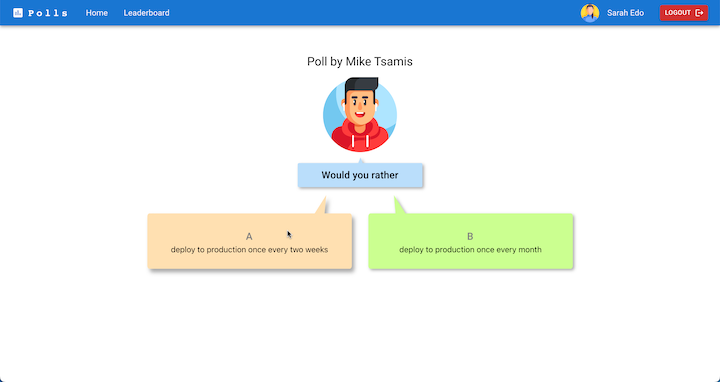 Polls Home Leaderboard Sarah Edo LOGOUT
Poll by Mike Tsamis
Would you rather
A
deploy to production once every two weeks
B
deploy to production once every month